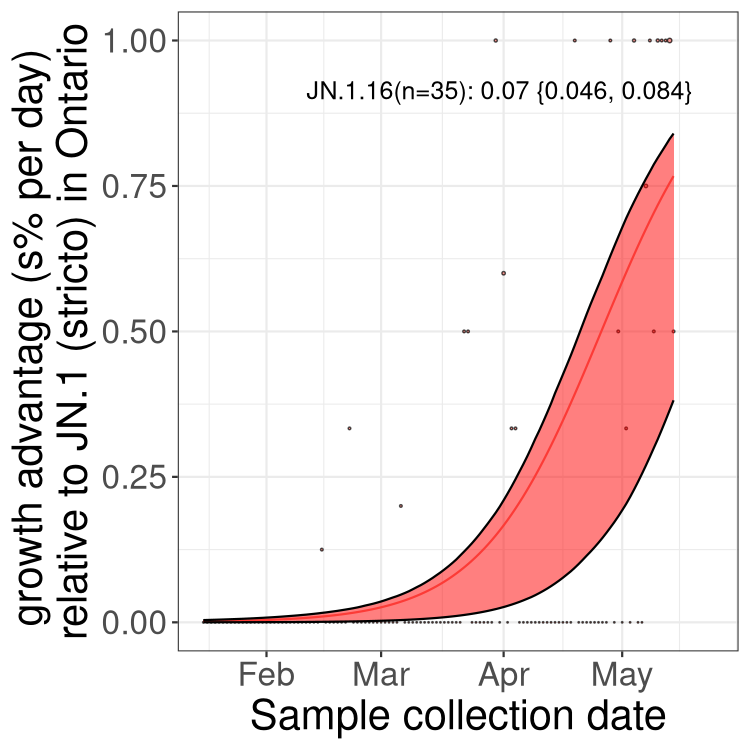 growth advantage (s% per day)
relative to JN.1 (stricto) in Ontario
1.00
0.75
0.50
0.25
0.00
JN.1.16(n=35): 0.07 {0.046, 0.084}
Feb Mar Apr May
Sample collection date